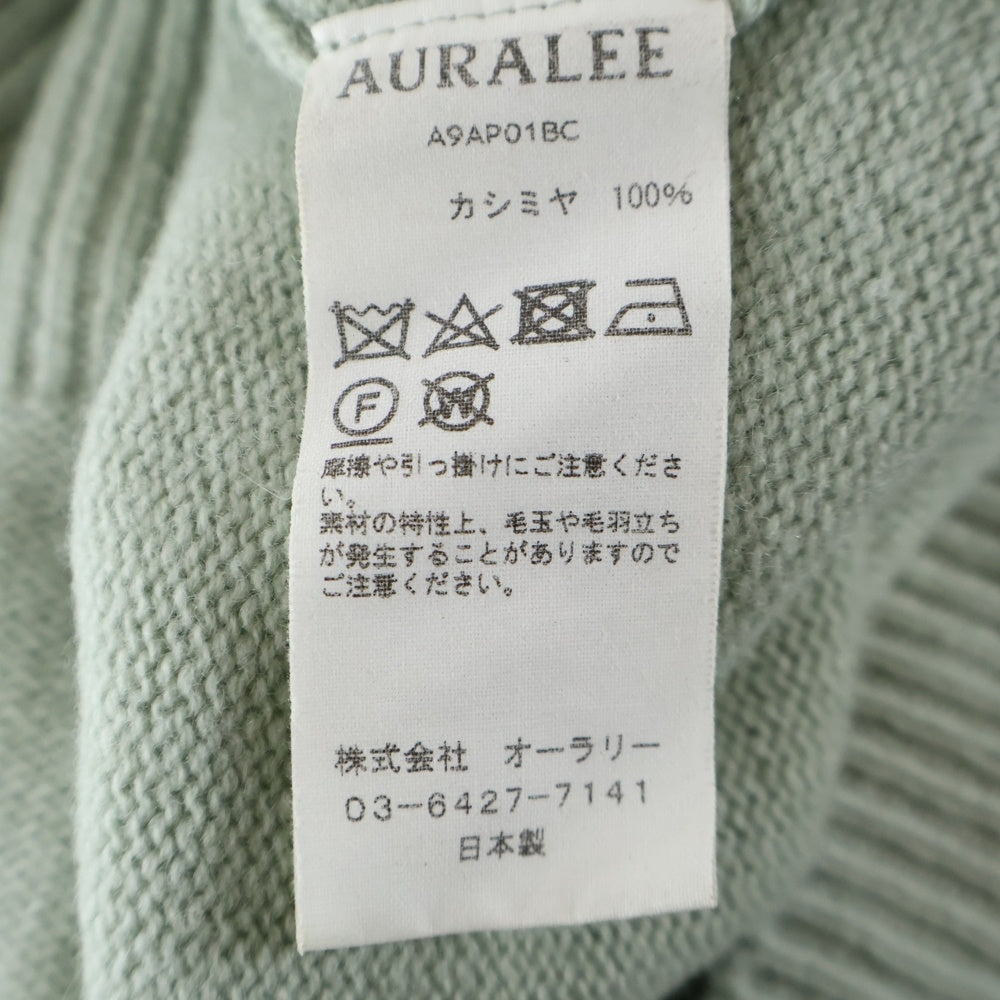 AURALEE
A9AP01BC
カシミヤ 100%
F W
摩擦や引っ掛けにご注意くださ
い。
素材の特性上、毛玉や毛羽立ち
が発生することがありますので
ご注意ください。
株式会社 オーラリー
03-6427-7141
日本製